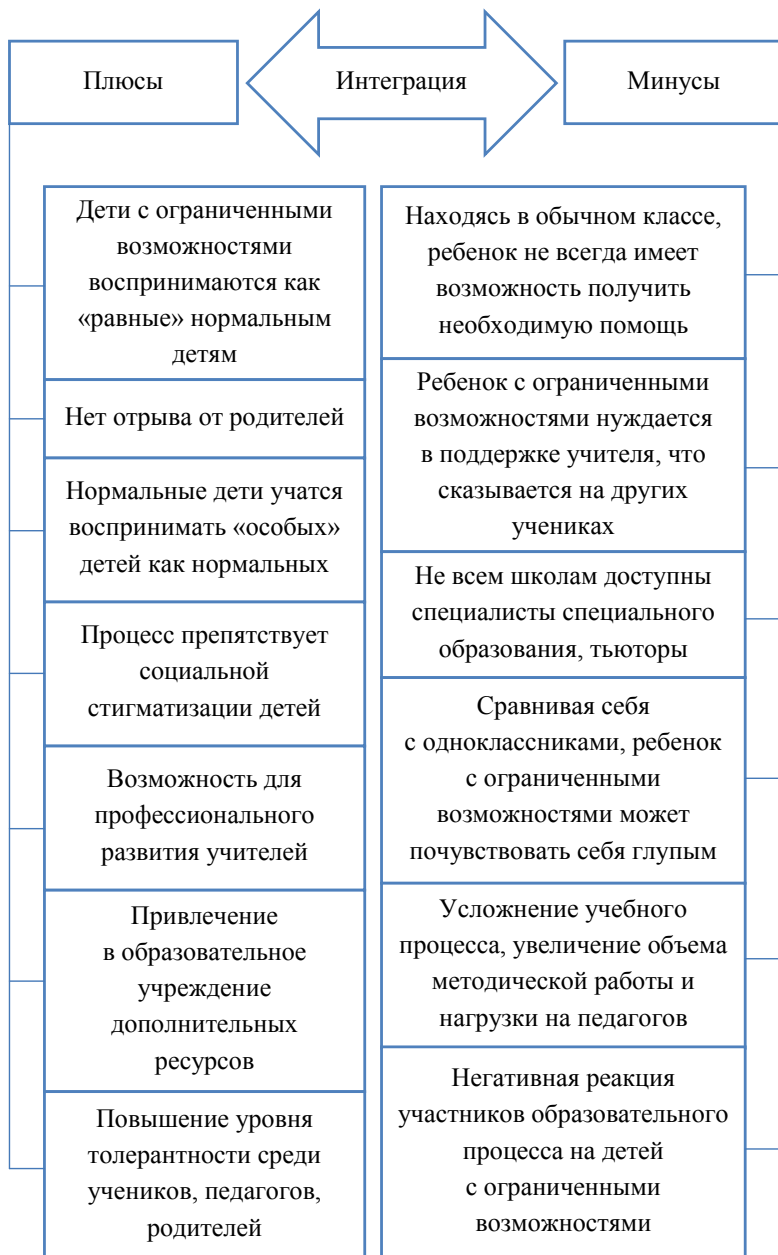 Плюсы
Интеграция
Минусы
Дети с ограниченными
возможностями
воспринимаются как
«равные» нормальным
детям
Нет отрыва от родителей
Нормальные дети учатся
воспринимать «особых»
детей как нормальных
Процесс препятствует
социальной
стигматизации детей
Возможность для
профессионального
развития учителей
Привлечение
в образовательное
учреждение
дополнительных
ресурсов
Повышение уровня
толерантности среди
учеников, педагогов,
родителей
Находясь в обычном классе,
ребенок не всегда имеет
возможность получить
необходимую помощь
Ребенок с ограниченными
возможностями нуждается
в поддержке учителя, что
сказывается на других
учениках
Не всем школам доступны
специалисты специального
образования, тьюторы
Сравнивая себя
с одноклассниками, ребенок
с ограниченными
возможностями может
почувствовать себя глупым
Усложнение учебного
процесса, увеличение объема
методической работы и
нагрузки на педагогов
Негативная реакция
участников образовательного
процесса на детей
с ограниченными
возможностями